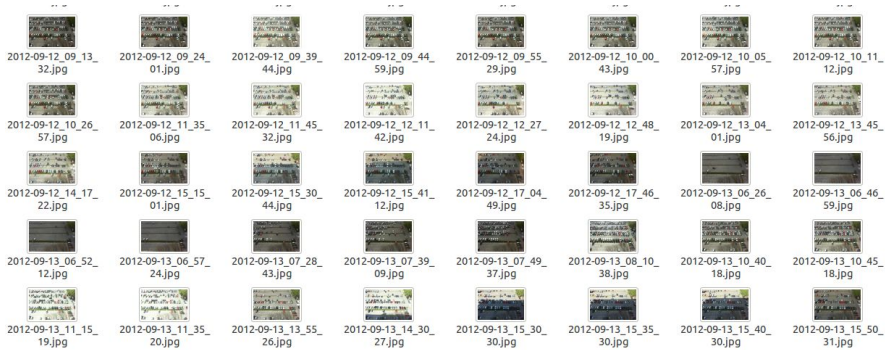 2012-09-12_09_13_ 2012-09-12_09_24_ 2012-09-12_09_39_ 2012-09-12_09_44_ 2012-09-12_09_55_ 2012-09-12_10_00_ 2012-09-12_10_05_ 2012-09-12_10_11_
32.jpg 01.jpg 44.jpg 59.jpg 29.jpg 43.jpg 57.jpg 12.jpg
2012-09-12_10_26_ 2012-09-12_11_35_ 2012-09-12_11_45_ 2012-09-12_12_11_ 2012-09-12_12_27_ 2012-09-12_12_48_ 2012-09-12_13_04_ 2012-09-12_13_45_
57.jpg 06.jpg 32.jpg 42.jpg 24.jpg 19.jpg 01.jpg 56.jpg
2012-09-12_14_17_ 2012-09-12_15_15_ 2012-09-12_15_30_ 2012-09-12_15_41_ 2012-09-12_17_04_ 2012-09-12_17_46_ 2012-09-13_06_26_ 2012-09-13_06_46_
22.jpg 01.jpg 44.jpg 12.jpg 49.jpg 35.jpg 08.jpg 59.jpg
2012-09-13_06_52_ 2012-09-13_06_57_ 2012-09-13_07_28_ 2012-09-13_07_39_ 2012-09-13_07_49_ 2012-09-13_08_10_ 2012-09-13_10_40_ 2012-09-13_10_45_
12.jpg 24.jpg 43.jpg 09.jpg 37.jpg 38.jpg 18.jpg 18.jpg
2012-09-13_11_15_ 2012-09-13_11_35_ 2012-09-13_13_55_ 2012-09-13_14_30_ 2012-09-13_15_30_ 2012-09-13_15_35_ 2012-09-13_15_40_ 2012-09-13_15_50_
19.jpg 20.jpg 26.jpg 27.jpg 30.jpg 30.jpg 30.jpg 31.jpg